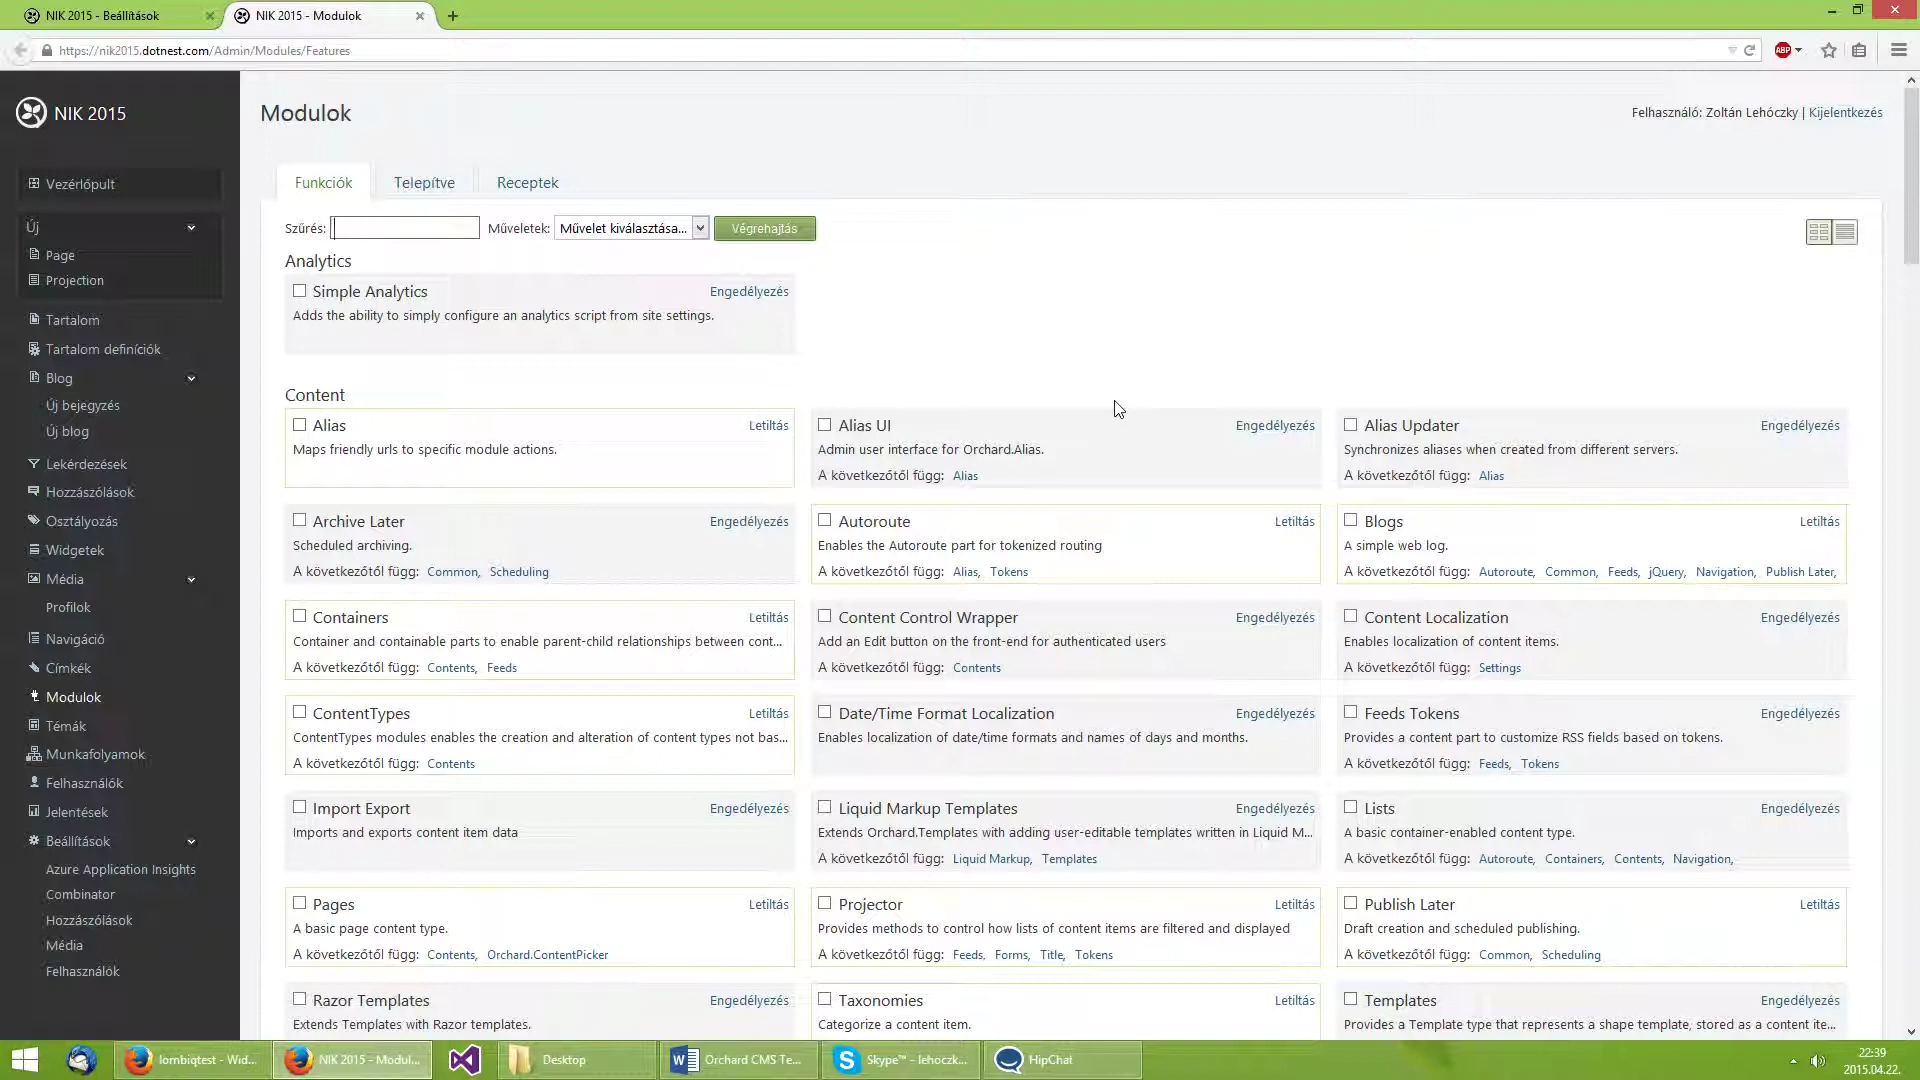 NIK 2015 - Beállítások
NIK 2015 - Modulok
https://nik2015.dotnest.com/Admin/Modules/Features
ABP
NIK 2015
Modulok
Felhasználó: Zoltán Lehóczky | Kijelentkezés
Vezérlőpult
Új
Page
Projection
Tartalom
Tartalom definíciók
Blog
Új bejegyzés
Új blog
Lekérdezések
Hozzászólások
Osztályozás
Widgetek
Média
Profilok
Navigáció
Címkék
Modulok
Témák
Munkafolyamok
Felhasználók
Jelentések
Beállítások
Azure Application Insights
Combinator
Hozzászólások
Média
Felhasználók
Funkciók Telepítve Receptek
Szűrés: Műveletek: Művelet kiválasztása... Végrehajtás
Analytics
Simple Analytics Engedélyezés
Adds the ability to simply configure an analytics script from site settings.
Content
Alias Letiltás
Maps friendly urls to specific module actions.
Alias UI Engedélyezés
Admin user interface for Orchard.Alias.
A következőtől függ: Alias
Alias Updater Engedélyezés
Synchronizes aliases when created from different servers.
A következőtől függ: Alias
Archive Later Engedélyezés
Scheduled archiving.
A következőtől függ: Common, Scheduling
Autoroute Letiltás
Enables the Autoroute part for tokenized routing
A következőtől függ: Alias, Tokens
Blogs Letiltás
A simple web log.
A következőtől függ: Autoroute, Common, Feeds, jQuery, Navigation, Publish Later,
Containers Letiltás
Container and containable parts to enable parent-child relationships between cont...
A következőtől függ: Contents, Feeds
Content Control Wrapper Engedélyezés
Add an Edit button on the front-end for authenticated users
A következőtől függ: Contents
Content Localization Engedélyezés
Enables localization of content items.
A következőtől függ: Settings
ContentTypes Letiltás
ContentTypes modules enables the creation and alteration of content types not bas...
A következőtől függ: Contents
Date/Time Format Localization Engedélyezés
Enables localization of date/time formats and names of days and months.
Feeds Tokens Engedélyezés
Provides a content part to customize RSS fields based on tokens.
A következőtől függ: Feeds, Tokens
Import Export Engedélyezés
Imports and exports content item data
Liquid Markup Templates Engedélyezés
Extends Orchard.Templates with adding user-editable templates written in Liquid M...
A következőtől függ: Liquid Markup, Templates
Lists Engedélyezés
A basic container-enabled content type.
A következőtől függ: Autoroute, Containers, Contents, Navigation,
Pages Letiltás
A basic page content type.
A következőtől függ: Contents, Orchard.ContentPicker
Projector Letiltás
Provides methods to control how lists of content items are filtered and displayed
A következőtől függ: Feeds, Forms, Title, Tokens
Publish Later Letiltás
Draft creation and scheduled publishing.
A következőtől függ: Common, Scheduling
Razor Templates Engedélyezés
Extends Templates with Razor templates.
Taxonomies Letiltás
Categorize a content item.
Templates Engedélyezés
Provides a Template type that represents a shape template, stored as a content ite...
lombiqtest - Wid...
NIK 2015 - Modul...
Desktop
Orchard CMS Te...
Skype™ - lehoczk...
HipChat
22:39
2015.04.22.